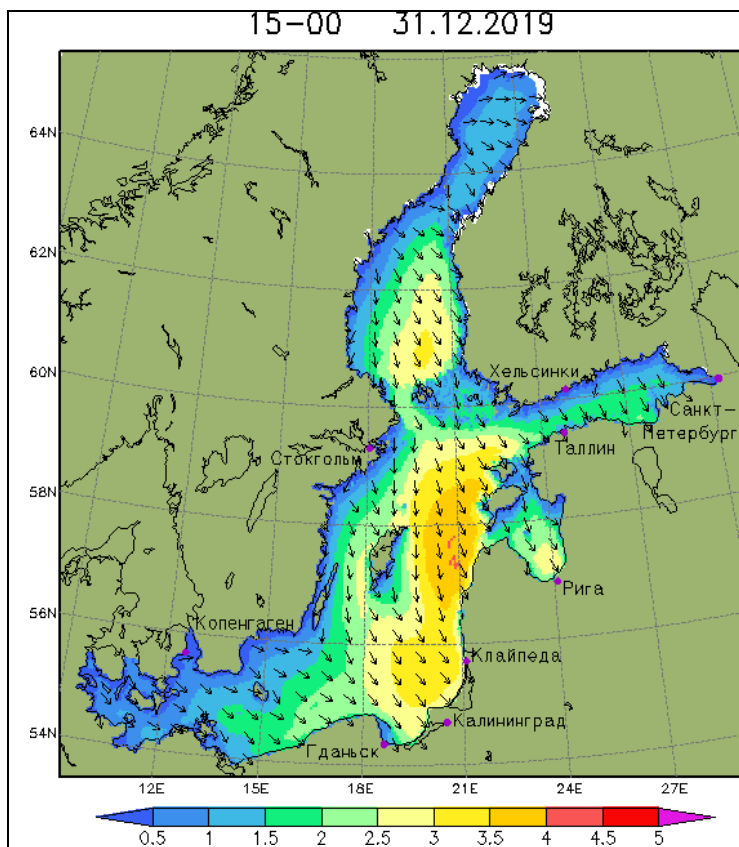 15-00 31.12.2019
64N
62N
60N
58N
56N
54N
Хельсинки
Санкт-
Петербург
Таллин
Стокгольм
Рига
Копенгаген
Клайпеда
Калининград
Гданьск
4
12E 15E 18E 21E 24E 27E
0.5 1 1.5 2 2.5 3 3.5 4 4.5 5